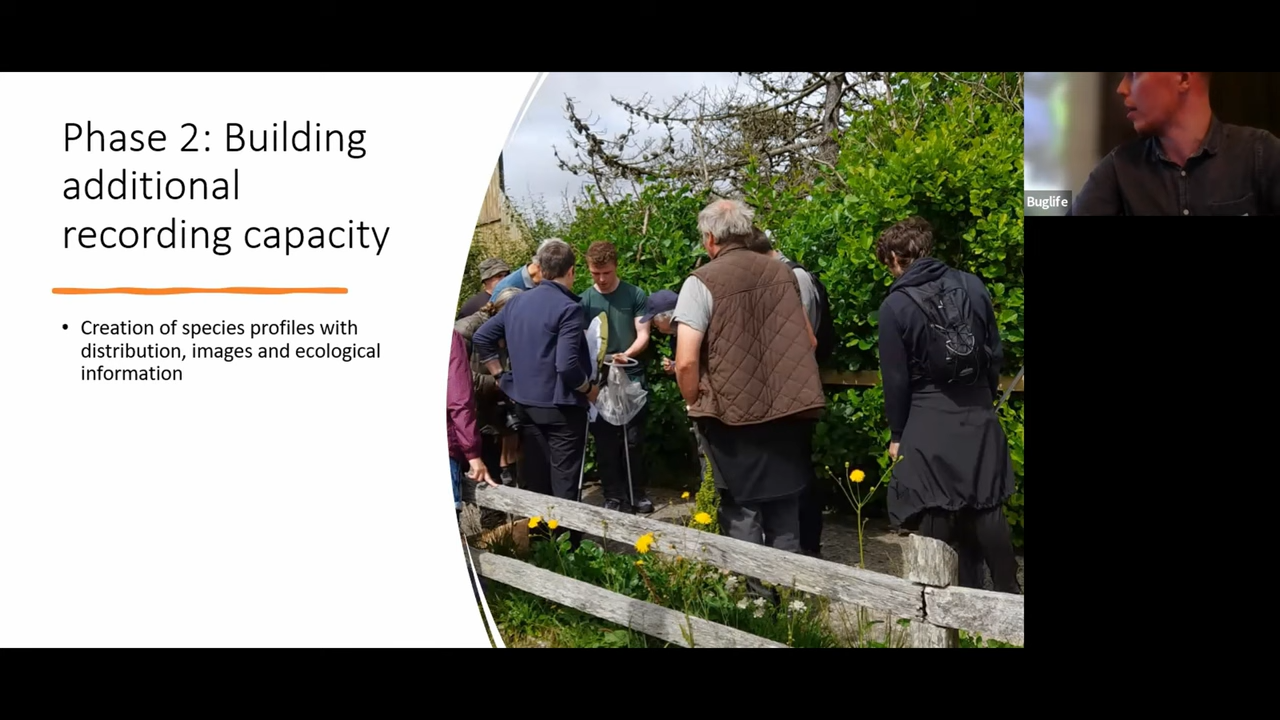 Phase 2: Building
additional
recording capacity
• Creation of species profiles with
distribution, images and ecological
information
Buglife